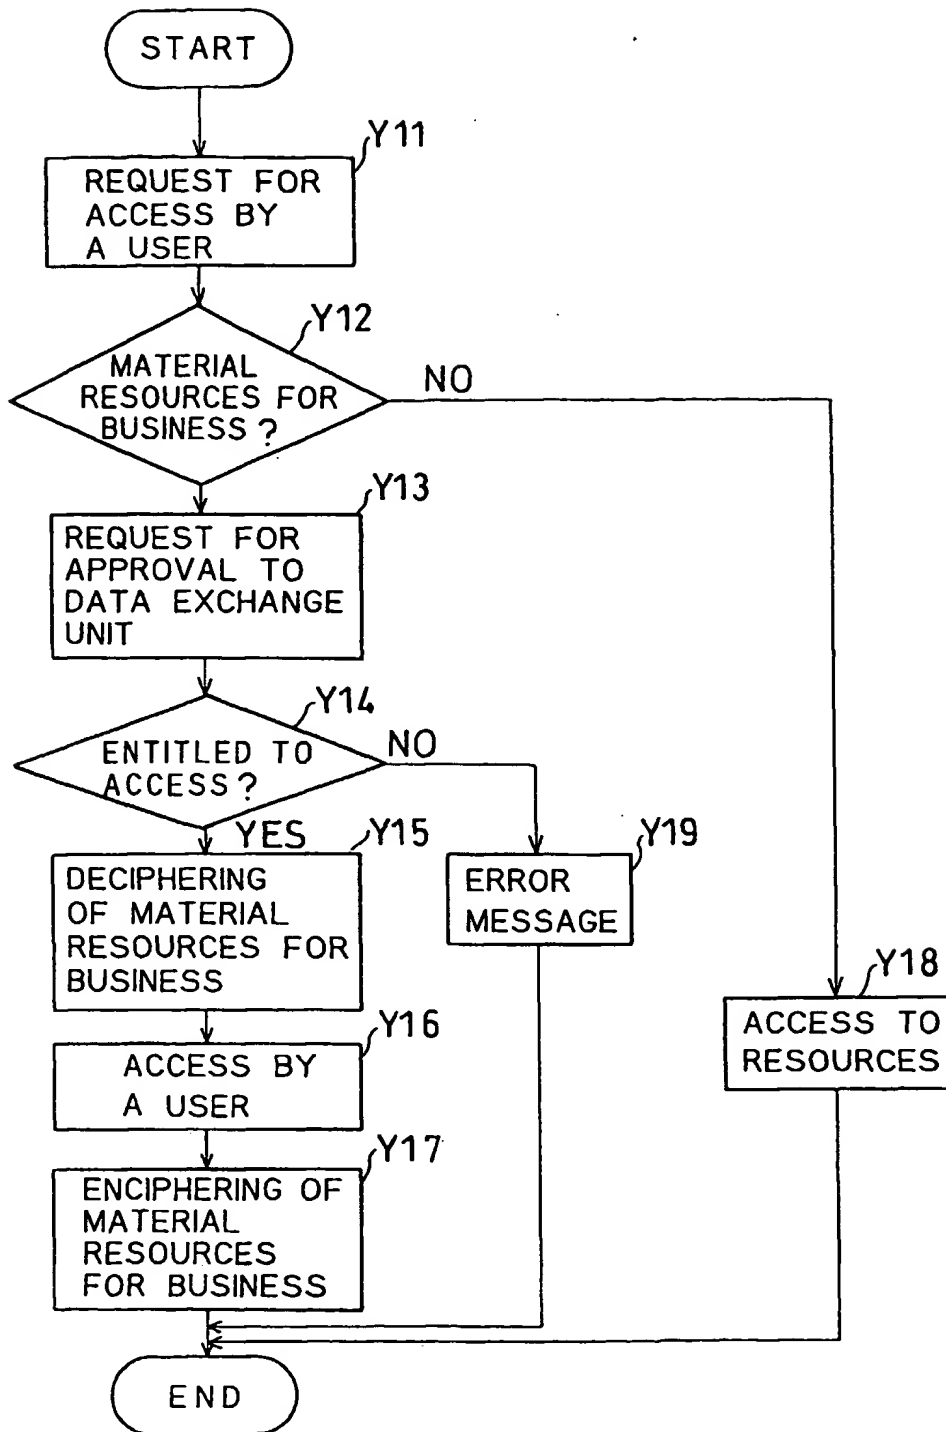 START
Y11
REQUEST FOR
ACCESS BY
A USER
Y12
MATERIAL
RESOURCES FOR
BUSINESS?
NO
Y13
REQUEST FOR
APPROVAL TO
DATA EXCHANGE
UNIT
Y14
ENTITLED TO
ACCESS?
NO
YES
Y15
DECIPHERING
OF MATERIAL
RESOURCES FOR
BUSINESS
Y19
ERROR
MESSAGE
Y18
ACCESS TO
RESOURCES
Y16
ACCESS BY
A USER
Y17
ENCIPHERING OF
MATERIAL
RESOURCES
FOR BUSINESS
END